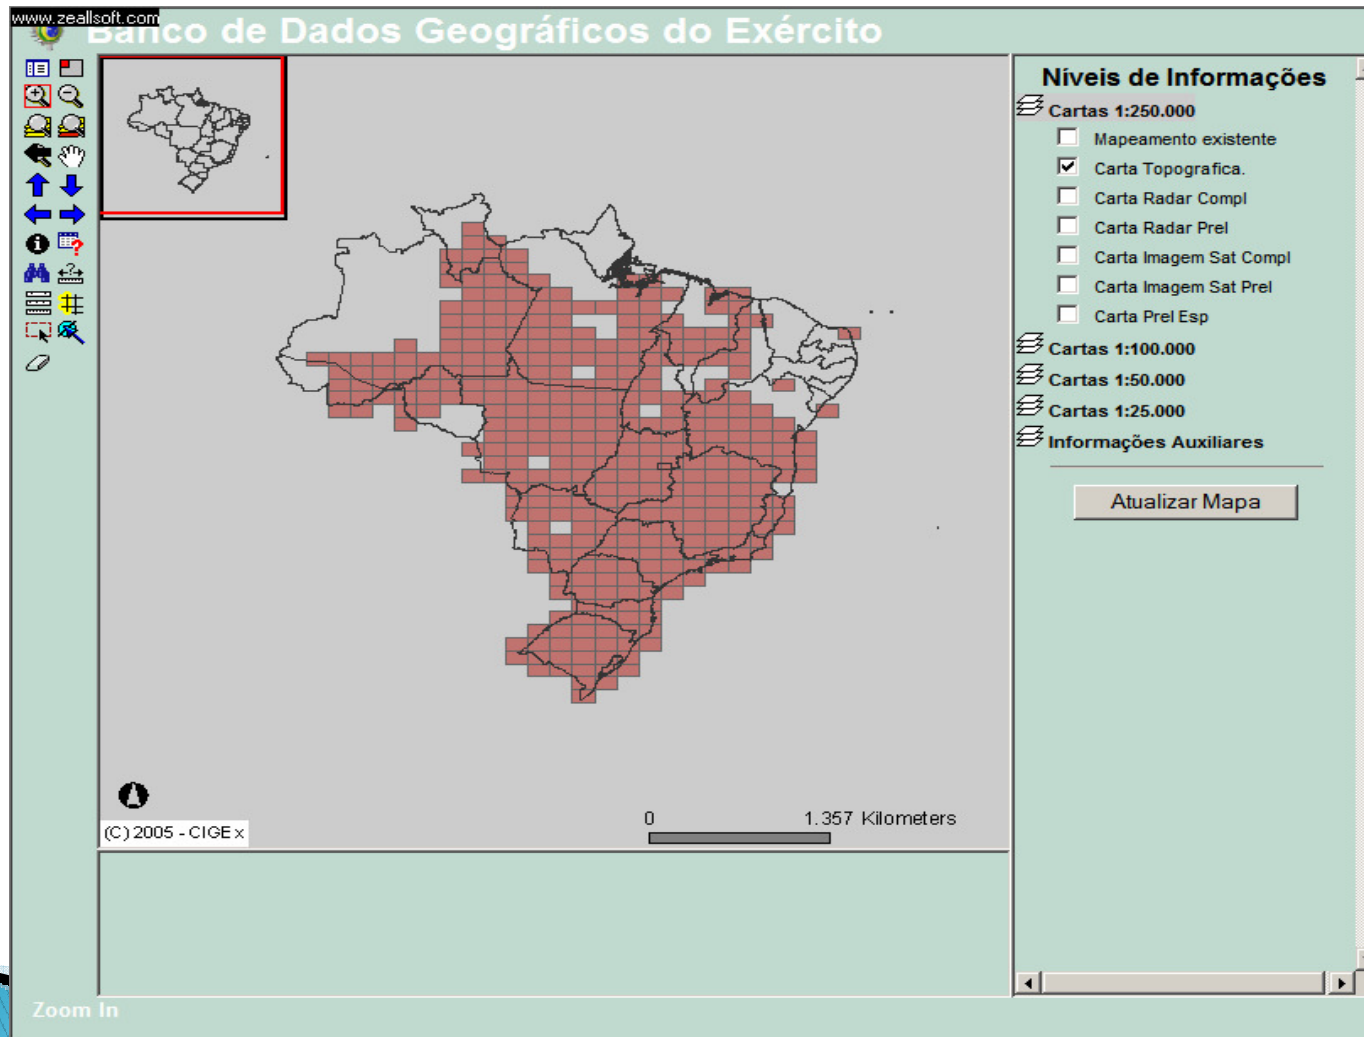 www.zeallsoft.com
Banco de Dados Geográficos do Exército
Níveis de Informações
Cartas 1:250.000
Mapeamento existente
Carta Topografica.
Carta Radar Compl
Carta Radar Prel
Carta Imagem Sat Compl
Carta Imagem Sat Prel
Carta Prel Esp
Cartas 1:100.000
Cartas 1:50.000
Cartas 1:25.000
Informações Auxiliares
Atualizar Mapa
0 1.357 Kilometers
(C) 2005 - CIGEx
Zoom In